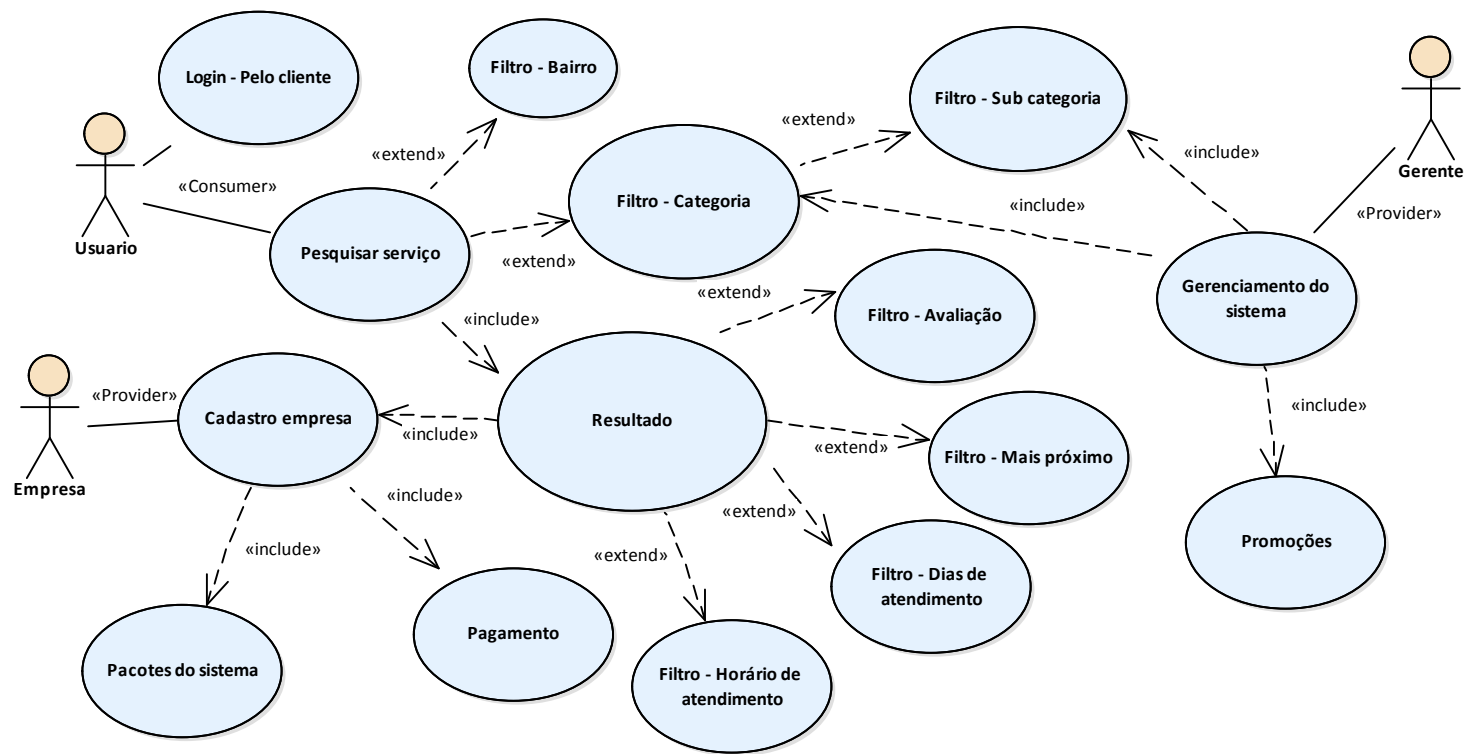 Login - Pelo cliente
Filtro - Bairro
Filtro - Sub categoria
«extend»
«extend»
«include»
Gerente
«Consumer»
Filtro - Categoria
«include»
«Provider»
Usuario
Pesquisar serviço
«extend»
Gerenciamento do
sistema
«extend»
Filtro - Avaliação
«include»
«Provider»
Cadastro empresa
Resultado
«include»
«include»
«extend»
Filtro - Mais próximo
Empresa
«include»
«extend»
«include»
«extend»
Promoções
Filtro - Dias de
atendimento
Pagamento
Pacotes do sistema
Filtro - Horário de
atendimento